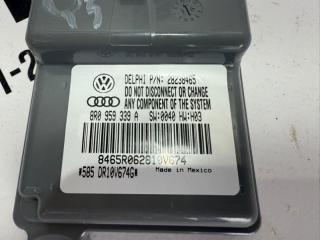 DELPHI P/N: 28238465
DO NOT DISCONNECT OR CHANGE
ANY COMPONENT OF THE SYSTEM
8R0 959 339 A SW:0040 HW:H03
8465R062810V674
*5B5 DR10V674G*
Made in Mexico